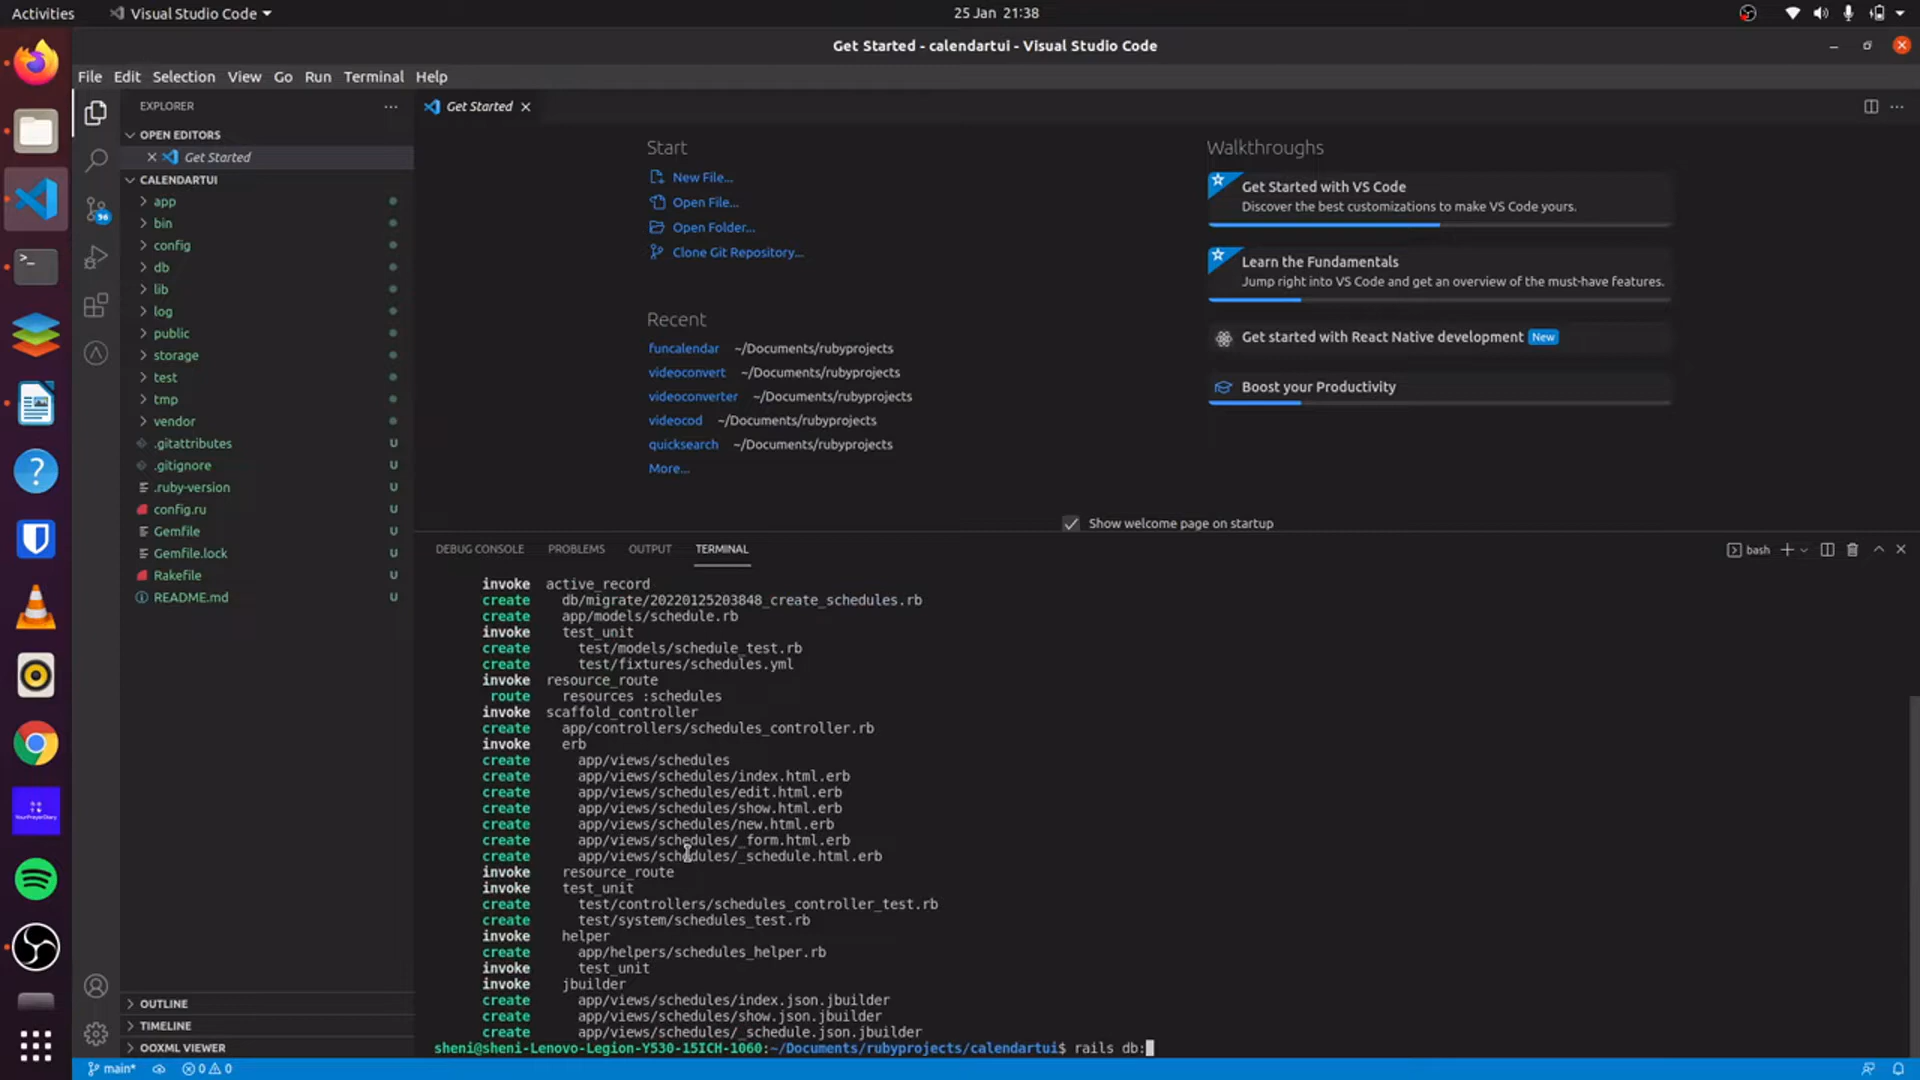 Activities
Visual Studio Code
25 Jan 21:38
Get Started - calendartui - Visual Studio Code
File Edit Selection View Go Run Terminal Help
EXPLORER
OPEN EDITORS
Get Started
CALENDARTUI
app
bin
config
db
lib
log
public
storage
test
tmp
vendor
.gitattributes U
.gitignore U
.ruby-version U
config.ru U
Gemfile U
Gemfile.lock U
Rakefile U
README.md U
OUTLINE
TIMELINE
OOXML VIEWER
96
YourPrayerDiary
Get Started
Start
New File...
Open File...
Open Folder...
Clone Git Repository...
Recent
funcalendar ~/Documents/rubyprojects
videoconvert ~/Documents/rubyprojects
videoconverter ~/Documents/rubyprojects
videocod ~/Documents/rubyprojects
quicksearch ~/Documents/rubyprojects
More...
Walkthroughs
Get Started with VS Code
Discover the best customizations to make VS Code yours.
Learn the Fundamentals
Jump right into VS Code and get an overview of the must-have features.
Get started with React Native development New
Boost your Productivity
Show welcome page on startup
DEBUG CONSOLE PROBLEMS OUTPUT TERMINAL
bash
invoke active_record
create db/migrate/20220125203848_create_schedules.rb
create app/models/schedule.rb
invoke test_unit
create test/models/schedule_test.rb
create test/fixtures/schedules.yml
invoke resource_route
route resources :schedules
invoke scaffold_controller
create app/controllers/schedules_controller.rb
invoke erb
create app/views/schedules
create app/views/schedules/index.html.erb
create app/views/schedules/edit.html.erb
create app/views/schedules/show.html.erb
create app/views/schedules/new.html.erb
create app/views/schedules/_form.html.erb
create app/views/schedules/_schedule.html.erb
invoke resource_route
invoke test_unit
create test/controllers/schedules_controller_test.rb
create test/system/schedules_test.rb
invoke helper
create app/helpers/schedules_helper.rb
invoke test_unit
invoke jbuilder
create app/views/schedules/index.json.jbuilder
create app/views/schedules/show.json.jbuilder
create app/views/schedules/_schedule.json.jbuilder
sheni@sheni-Lenovo-Legion-Y530-15ICH-1060:~/Documents/rubyprojects/calendartui$ rails db:
main* 0 0